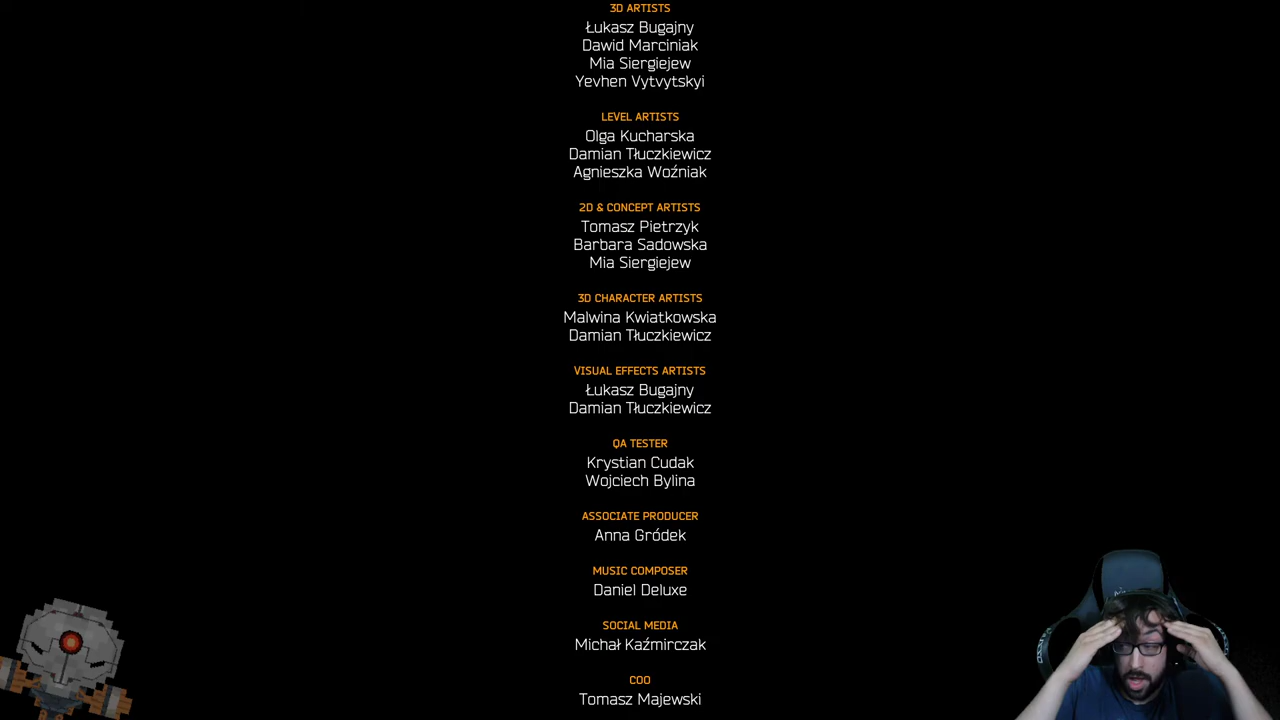 3D ARTISTS
Łukasz Bugajny
Dawid Marciniak
Mia Siergiejew
Yevhen Vytvytskyi
LEVEL ARTISTS
Olga Kucharska
Damian Tłuczkiewicz
Agnieszka Woźniak
2D & CONCEPT ARTISTS
Tomasz Pietrzyk
Barbara Sadowska
Mia Siergiejew
3D CHARACTER ARTISTS
Malwina Kwiatkowska
Damian Tłuczkiewicz
VISUAL EFFECTS ARTISTS
Łukasz Bugajny
Damian Tłuczkiewicz
QA TESTER
Krystian Cudak
Wojciech Bylina
ASSOCIATE PRODUCER
Anna Gródek
MUSIC COMPOSER
Daniel Deluxe
SOCIAL MEDIA
Michał Kaźmirczak
COO
Tomasz Majewski